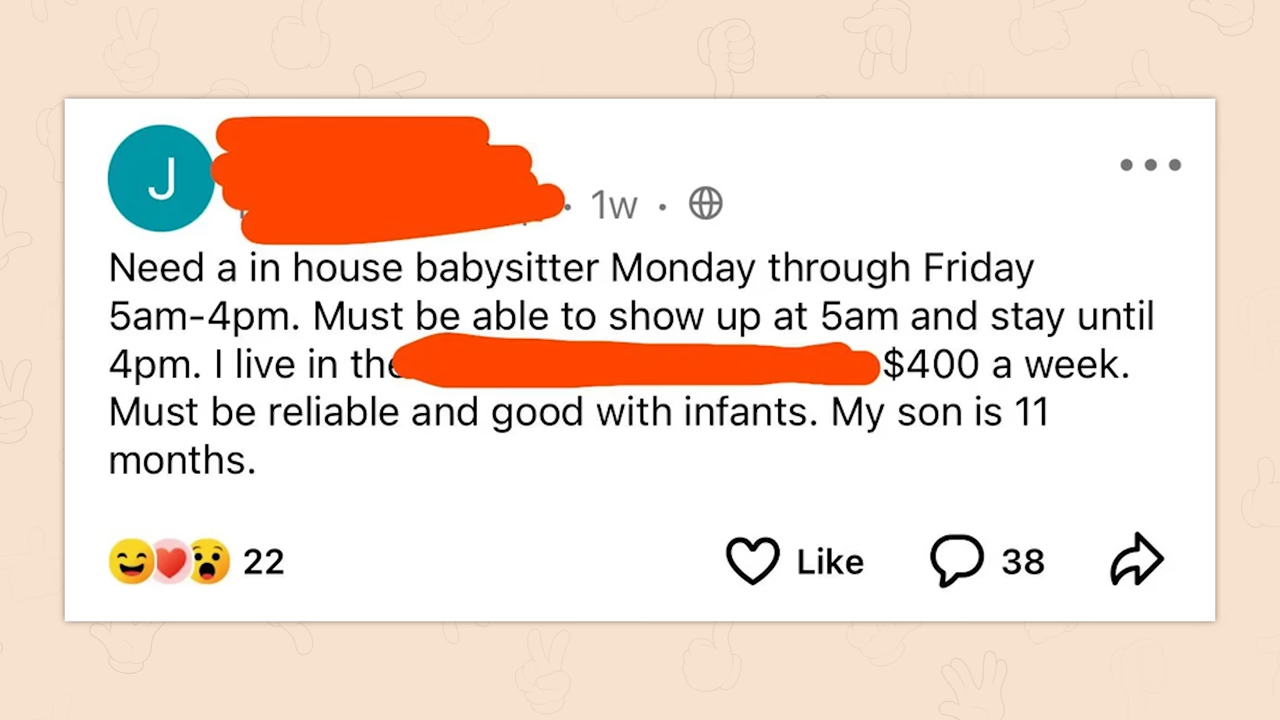 J
1w
Need a in house babysitter Monday through Friday
5am-4pm. Must be able to show up at 5am and stay until
4pm. I live in the $400 a week.
Must be reliable and good with infants. My son is 11
months.
22 Like 38